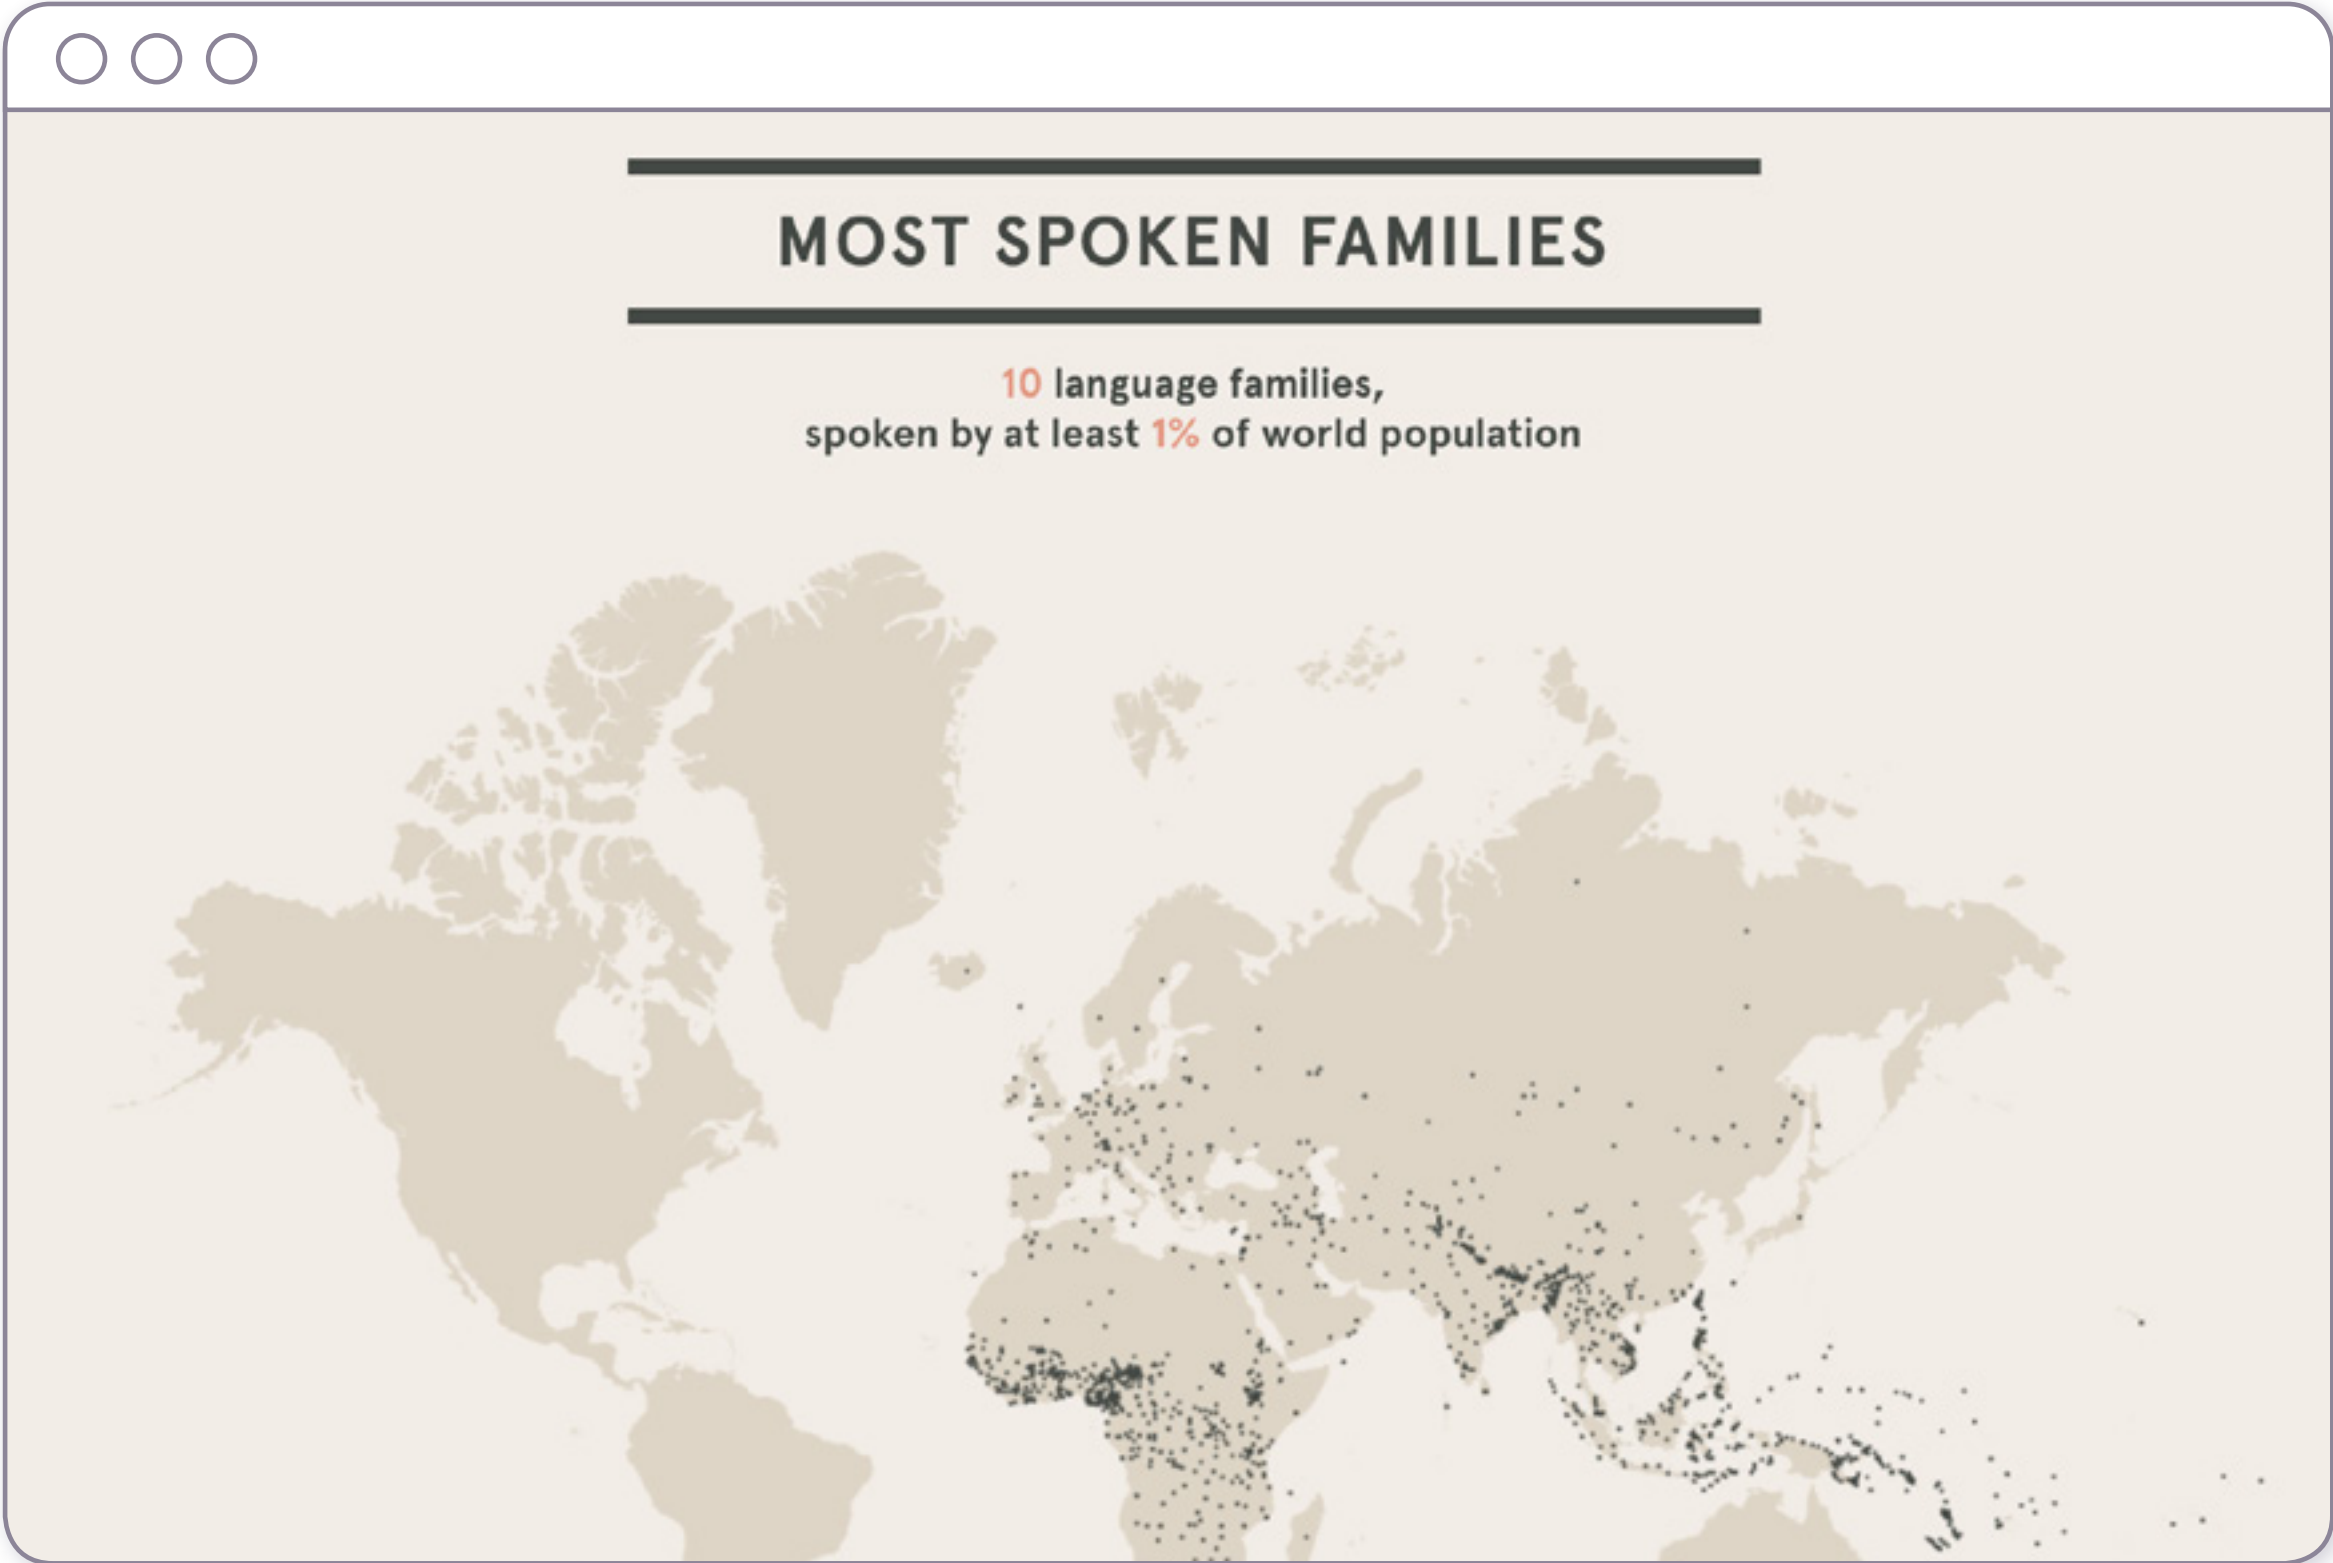 MOST SPOKEN FAMILIES
10 language families,
spoken by at least 1% of world population